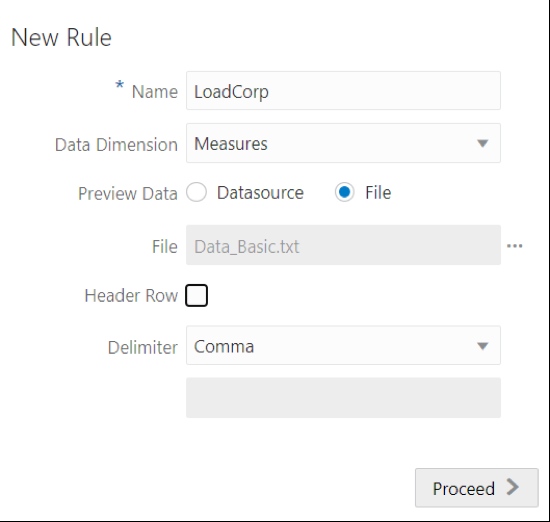 New Rule
* Name LoadCorp
Data Dimension Measures
Preview Data Datasource File
File Data_Basic.txt ...
Header Row
Delimiter Comma
Proceed